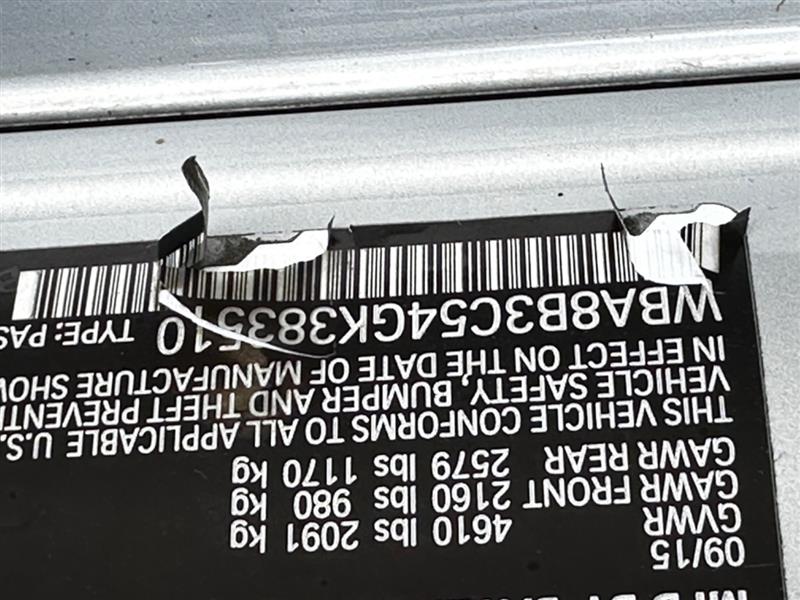 MFD BY
09/15
GVWR 4610 lbs 2091 kg
GAWR FRONT 2160 lbs 980 kg
GAWR REAR 2579 lbs 1170 kg
THIS VEHICLE CONFORMS TO ALL APPLICABLE U.S.
VEHICLE SAFETY, BUMPER AND THEFT PREVENTI
IN EFFECT ON THE DATE OF MANUFACTURE SHOW
WBA8B3C54GK383510 TYPE: PAS